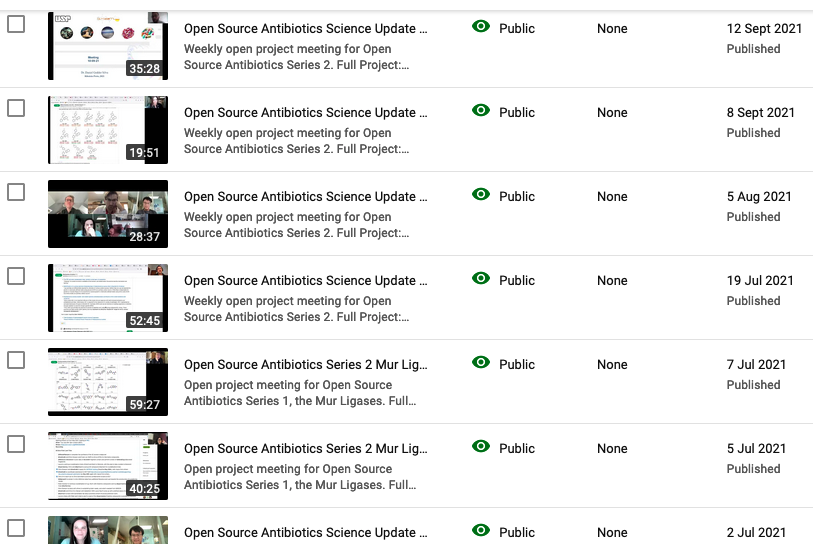 USP
Meeting
35:28
Open Source Antibiotics Science Update ...
Weekly open project meeting for Open
Source Antibiotics Series 2. Full Project:...
Public
None
12 Sept 2021
Published
19:51
Open Source Antibiotics Science Update ...
Weekly open project meeting for Open
Source Antibiotics Series 2. Full Project:...
Public
None
8 Sept 2021
Published
28:37
Open Source Antibiotics Science Update ...
Weekly open project meeting for Open
Source Antibiotics Series 2. Full Project:...
Public
None
5 Aug 2021
Published
52:45
Open Source Antibiotics Science Update ...
Weekly open project meeting for Open
Source Antibiotics Series 2. Full Project:...
Public
None
19 Jul 2021
Published
59:27
Open Source Antibiotics Series 2 Mur Lig...
Open project meeting for Open Source
Antibiotics Series 1, the Mur Ligases. Full...
Public
None
7 Jul 2021
Published
40:25
Open Source Antibiotics Series 2 Mur Lig...
Open project meeting for Open Source
Antibiotics Series 1, the Mur Ligases. Full...
Public
None
5 Jul 2021
Published
Open Source Antibiotics Science Update ...
Public
None
2 Jul 2021